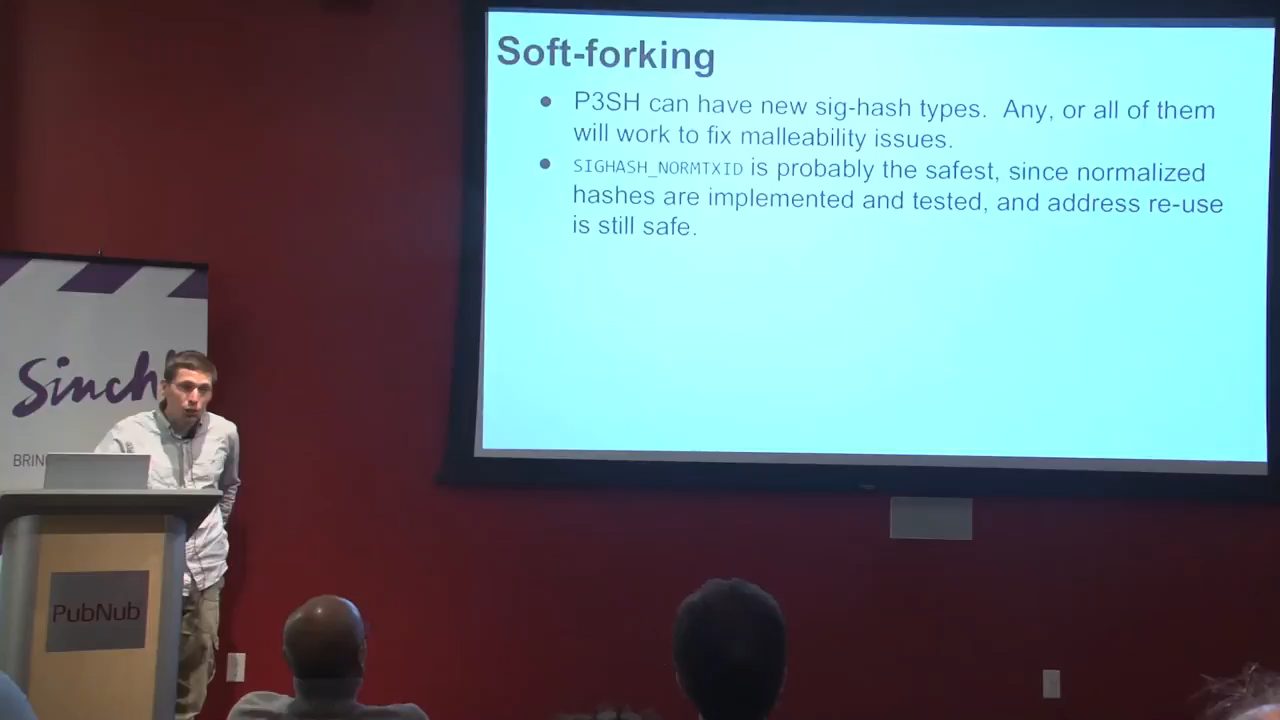 Soft-forking
● P3SH can have new sig-hash types. Any, or all of them
will work to fix malleability issues.
● SIGHASH_NORMTXID is probably the safest, since normalized
hashes are implemented and tested, and address re-use
is still safe.
Sinch
BRIN
PubNub